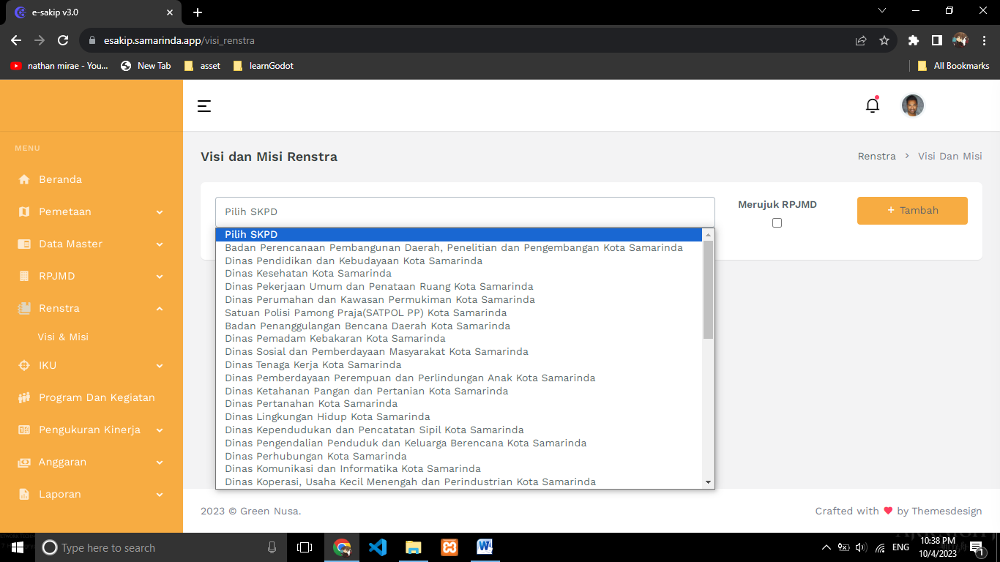 e-sakip v3.0
esakip.samarinda.app/visi_renstra
nathan mirae - You...
New Tab
asset
learnGodot
All Bookmarks
MENU
Beranda
Pemetaan
Data Master
RPJMD
Renstra
Visi & Misi
IKU
Program Dan Kegiatan
Pengukuran Kinerja
Anggaran
Laporan
Visi dan Misi Renstra
Renstra > Visi Dan Misi
Pilih SKPD
Merujuk RPJMD
+ Tambah
Pilih SKPD
Badan Perencanaan Pembangunan Daerah, Penelitian dan Pengembangan Kota Samarinda
Dinas Pendidikan dan Kebudayaan Kota Samarinda
Dinas Kesehatan Kota Samarinda
Dinas Pekerjaan Umum dan Penataan Ruang Kota Samarinda
Dinas Perumahan dan Kawasan Permukiman Kota Samarinda
Satuan Polisi Pamong Praja(SATPOL PP) Kota Samarinda
Badan Penanggulangan Bencana Daerah Kota Samarinda
Dinas Pemadam Kebakaran Kota Samarinda
Dinas Sosial dan Pemberdayaan Masyarakat Kota Samarinda
Dinas Tenaga Kerja Kota Samarinda
Dinas Pemberdayaan Perempuan dan Perlindungan Anak Kota Samarinda
Dinas Ketahanan Pangan dan Pertanian Kota Samarinda
Dinas Pertanahan Kota Samarinda
Dinas Lingkungan Hidup Kota Samarinda
Dinas Kependudukan dan Pencatatan Sipil Kota Samarinda
Dinas Pengendalian Penduduk dan Keluarga Berencana Kota Samarinda
Dinas Perhubungan Kota Samarinda
Dinas Komunikasi dan Informatika Kota Samarinda
Dinas Koperasi, Usaha Kecil Menengah dan Perindustrian Kota Samarinda
2023 © Green Nusa.
Crafted with ❤ by Themesdesign
Type here to search
ENG
10:38 PM
10/4/2023
1